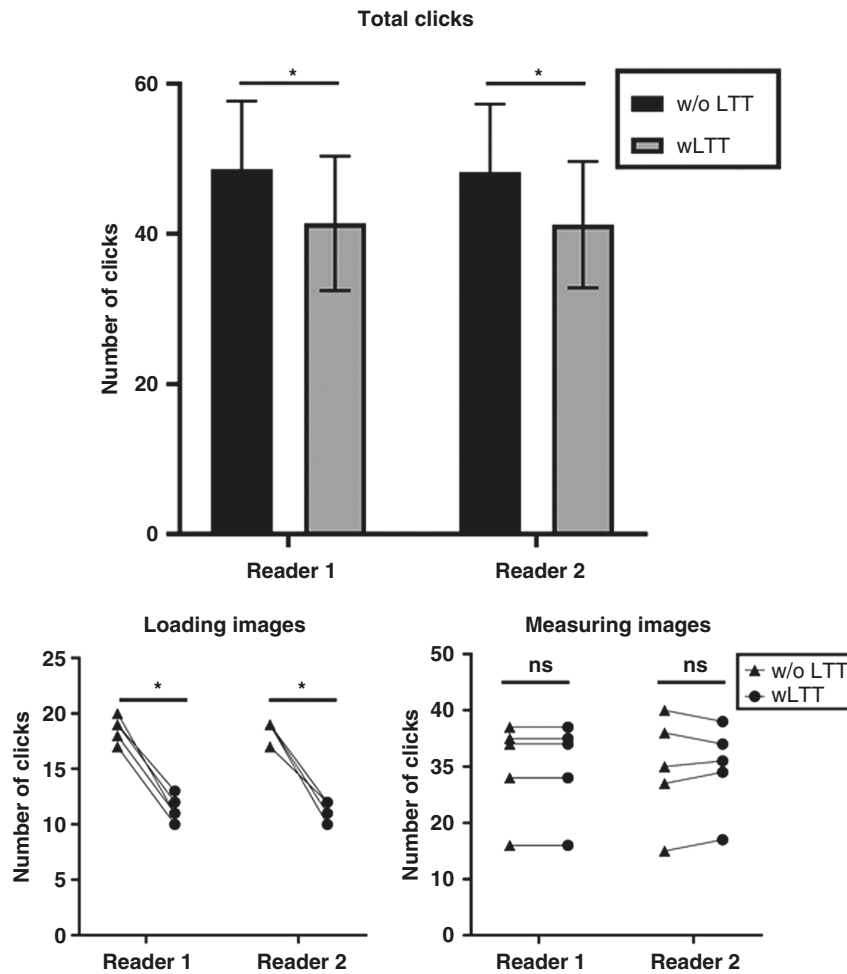 Total clicks
60
40
20
0
Number of clicks
*
*
w/o LTT
wLTT
Reader 1
Reader 2
Loading images
25
20
15
10
5
0
Number of clicks
*
*
Reader 1
Reader 2
Measuring images
50
40
35
20
10
0
Number of clicks
ns
ns
w/o LTT
wLTT
Reader 1
Reader 2